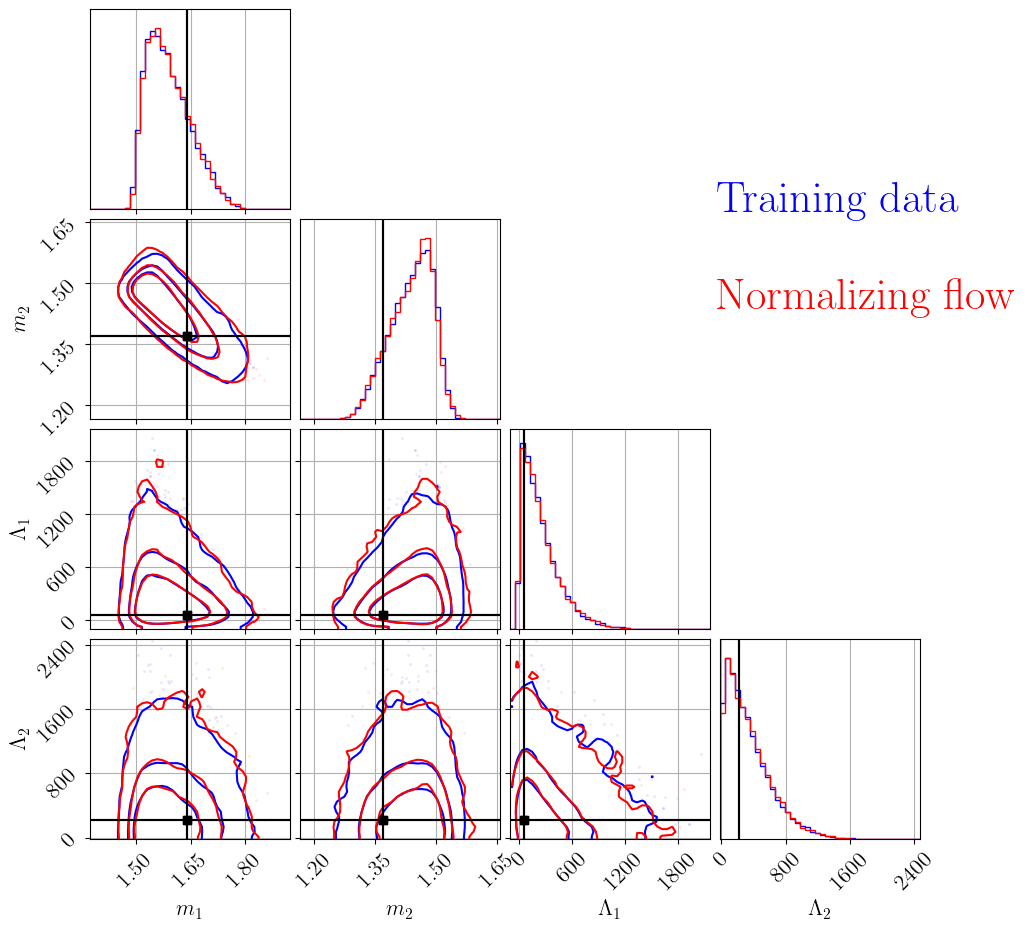 Training data
Normalizing flow
1.65
1.50
1.35
1.20
m₂
1800
1200
600
0
Λ₁
2400
1600
800
0
Λ₂
1.50 1.65 1.80
1.20 1.35 1.50 1.65
0 600 1200 1800
0 800 1600 2400
m₁ m₂ Λ₁ Λ₂